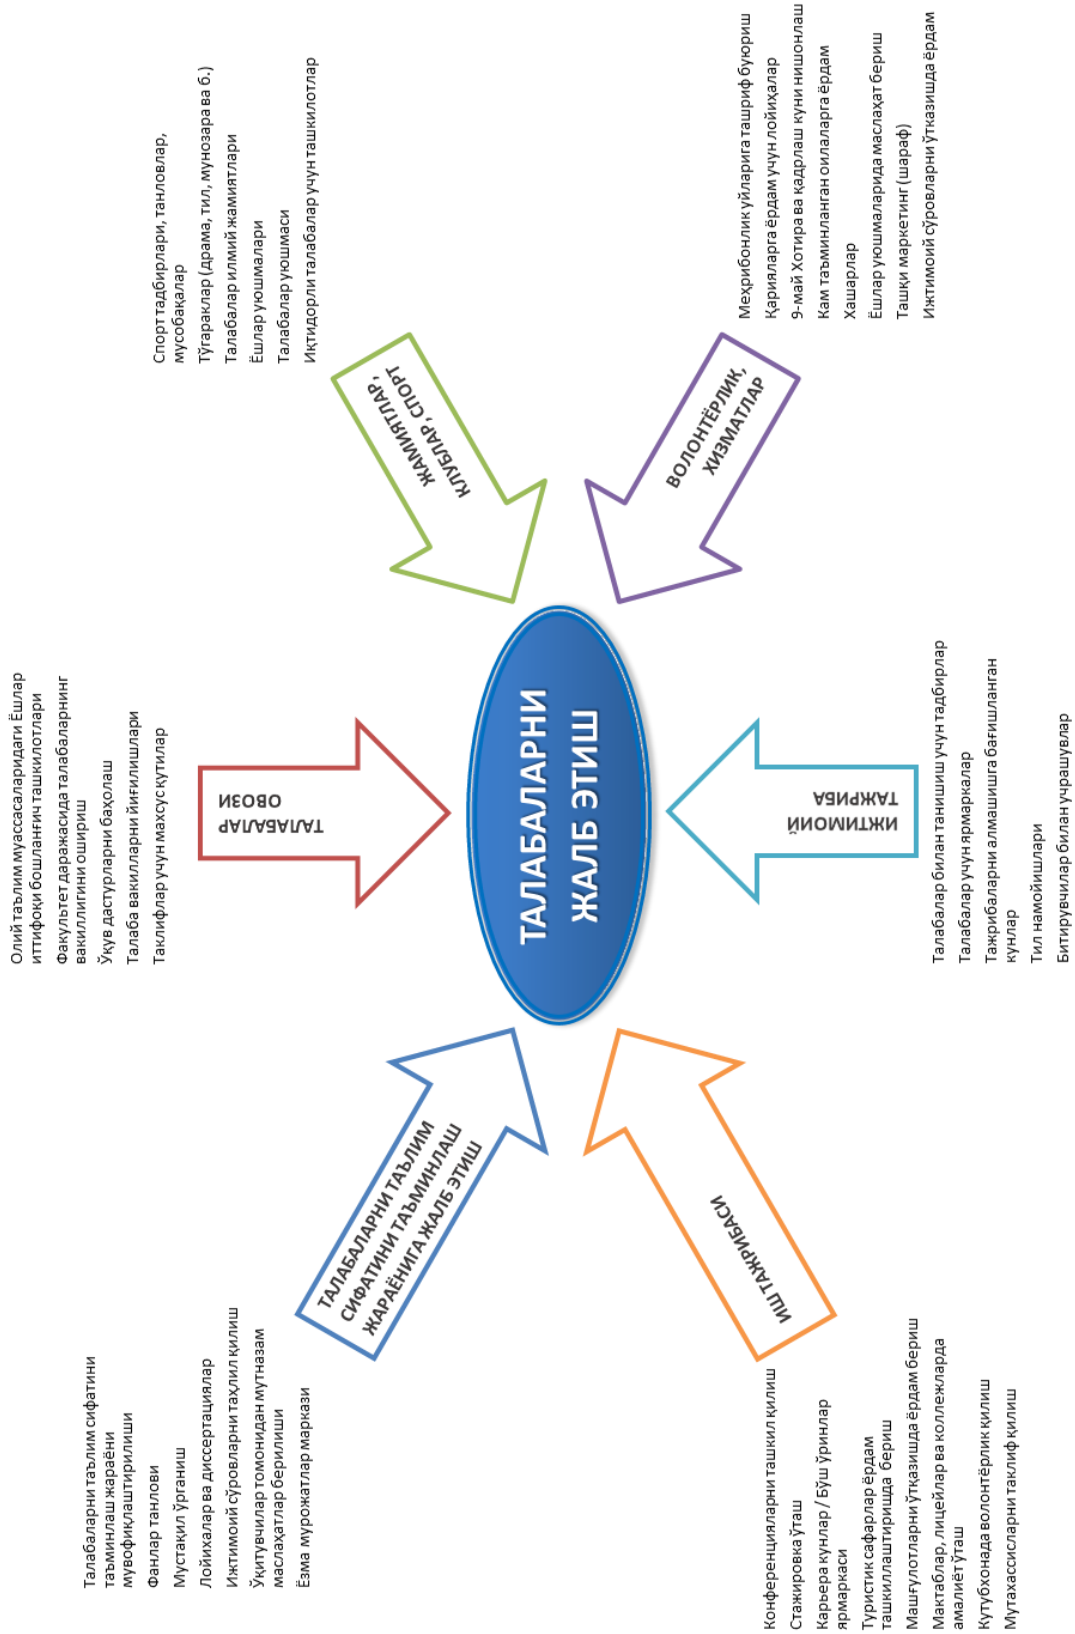 Талабаларни таълим сифатини
таъминлаш жараёни
мувофиқлаштирилиши
Фанлар танлови
Мустақил ўрганиш
Лойихалар ва диссертациялар
Ижтимоий сўровларни таҳлил қилиш
Ўқитувчилар томонидан мутназам
маслаҳатлар берилиши
Ёзма мурожатлар маркази
ТАЛАБАЛАРНИ ТАЪЛИМ
СИФАТИНИ ТАЪМИНЛАШ
ЖАРАЁНИГА ЖАЛБ ЭТИШ
Олий таълим муассасаларидаги Ёшлар
иттифоқи бошланғич ташкилотлари
Факультет даражасида талабаларнинг
вакиллигини ошириш
Ўқув дастурларни баҳолаш
Талаба вакилларни йиғилишлари
Таклифлар учун махсус қутилар
ТАЛАБАЛАР
ОВОЗИ
Спорт тадбирлари, танловлар,
мусобақалар
Тўгараклар (драма, тил, мунозара ва б.)
Талабалар илмий жамиятлари
Ёшлар уюшмалари
Талабалар уюшмаси
Иқтидорли талабалар учун ташкилотлар
ЖАМИЯТЛАР,
КЛУБЛАР, СПОРТ
ТАЛАБАЛАРНИ
ЖАЛБ ЭТИШ
ИШ ТАЖРИБАСИ
Конференцияларни ташкил қилиш
Стажировка ўташ
Карьера кунлар / Бўш ўринлар
ярмаркаси
Туристик сафарлар ёрдам
ташкиллаштиришда бериш
Машғулотларни ўтқазишда ёрдам бериш
Мактаблар, лицейлар ва коллежларда
амалиёт ўташ
Кутубхонада волонтёрлик қилиш
Мутахассисларни таклиф қилиш
ИЖТИМОИЙ
ТАЖРИБА
Талабалар билан танишиш учун тадбирлар
Талабалар учун ярмаркалар
Тажрибаларни алмашишга бағишланган
кунлар
Тил намойишлари
Битирувчилар билан учрашувлар
ВОЛОНТЁРЛИК,
ХИЗМАТЛАР
Меҳрибонлик уйларига ташриф буюриш
Қарияларга ёрдам учун лойиҳалар
9-май Хотира ва қадрлаш куни нишонлаш
Кам таъминланган оилаларга ёрдам
Хашарлар
Ёшлар уюшмаларида маслаҳат бериш
Ташқи маркетинг (шараф)
Ижтимоий сўровларни ўтказишда ёрдам